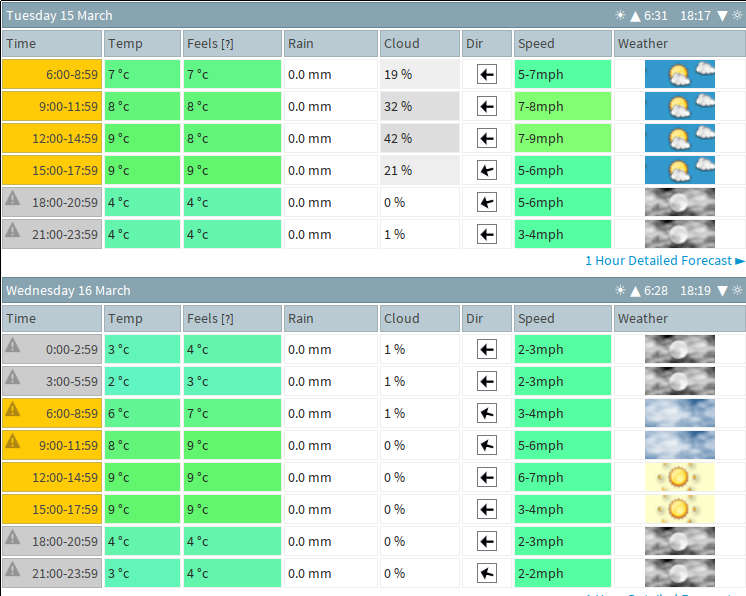 Tuesday 15 March ☀ ▲ 6:31 18:17 ▼ ☼
Time Temp Feels [?] Rain Cloud Dir Speed Weather
6:00-8:59 7 °c 7 °c 0.0 mm 19 % 5-7mph
9:00-11:59 8 °c 8 °c 0.0 mm 32 % 7-8mph
12:00-14:59 9 °c 8 °c 0.0 mm 42 % 7-9mph
15:00-17:59 9 °c 9 °c 0.0 mm 21 % 5-6mph
18:00-20:59 4 °c 4 °c 0.0 mm 0 % 5-6mph
21:00-23:59 4 °c 4 °c 0.0 mm 1 % 3-4mph
1 Hour Detailed Forecast ►
Wednesday 16 March ☀ ▲ 6:28 18:19 ▼ ☼
Time Temp Feels [?] Rain Cloud Dir Speed Weather
0:00-2:59 3 °c 4 °c 0.0 mm 1 % 2-3mph
3:00-5:59 2 °c 3 °c 0.0 mm 1 % 2-3mph
6:00-8:59 6 °c 7 °c 0.0 mm 1 % 3-4mph
9:00-11:59 8 °c 9 °c 0.0 mm 0 % 5-6mph
12:00-14:59 9 °c 9 °c 0.0 mm 0 % 6-7mph
15:00-17:59 9 °c 9 °c 0.0 mm 0 % 3-4mph
18:00-20:59 4 °c 4 °c 0.0 mm 0 % 2-3mph
21:00-23:59 3 °c 4 °c 0.0 mm 0 % 2-2mph